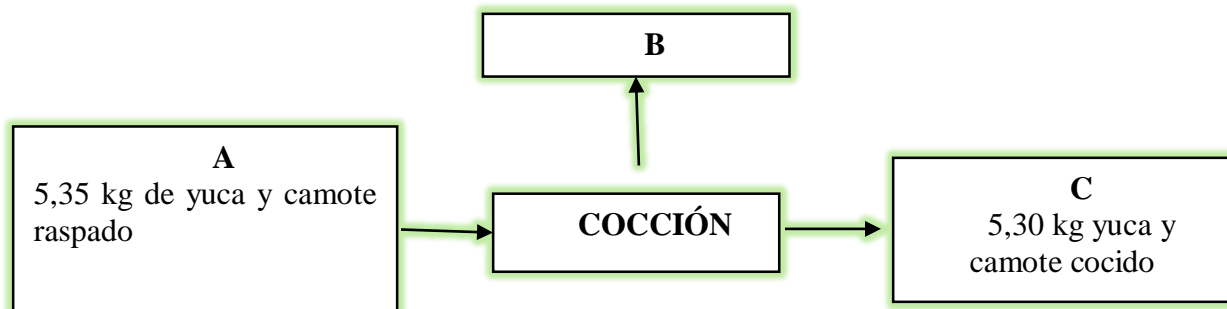 B
A
5,35 kg de yuca y camote
raspado
COCCIÓN
C
5,30 kg yuca y
camote cocido